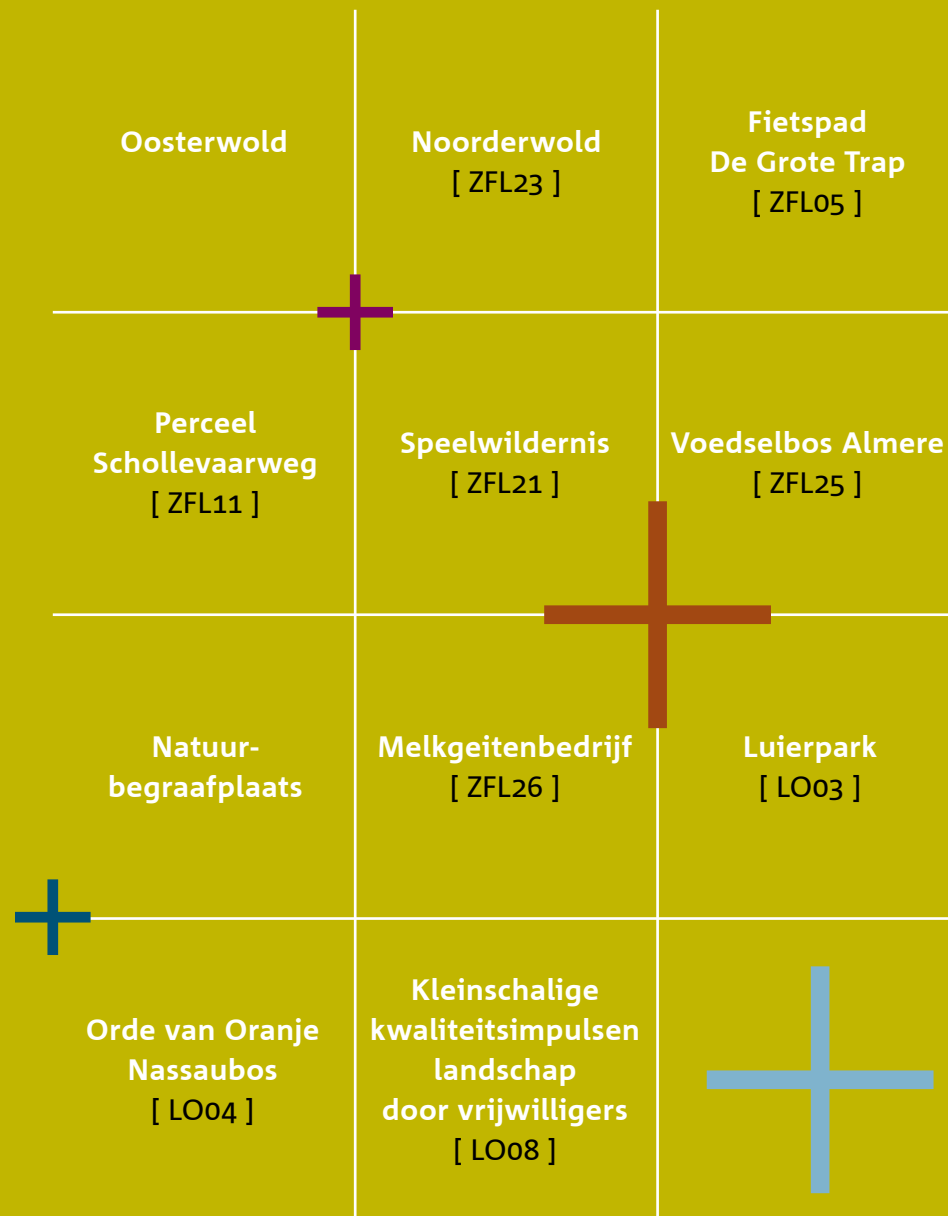 Oosterwold
Noorderwold
[ ZFL23 ]
Fietspad
De Grote Trap
[ ZFL05 ]
Perceel
Schollevaarweg
[ ZFL11 ]
Speelwildernis
[ ZFL21 ]
Voedselbos Almere
[ ZFL25 ]
Natuur-
begraafplaats
Melkgeitenbedrijf
[ ZFL26 ]
Luierpark
[ LO03 ]
Orde van Oranje
Nassaubos
[ LO04 ]
Kleinschalige
kwaliteitsimpulsen
landschap
door vrijwilligers
[ LO08 ]